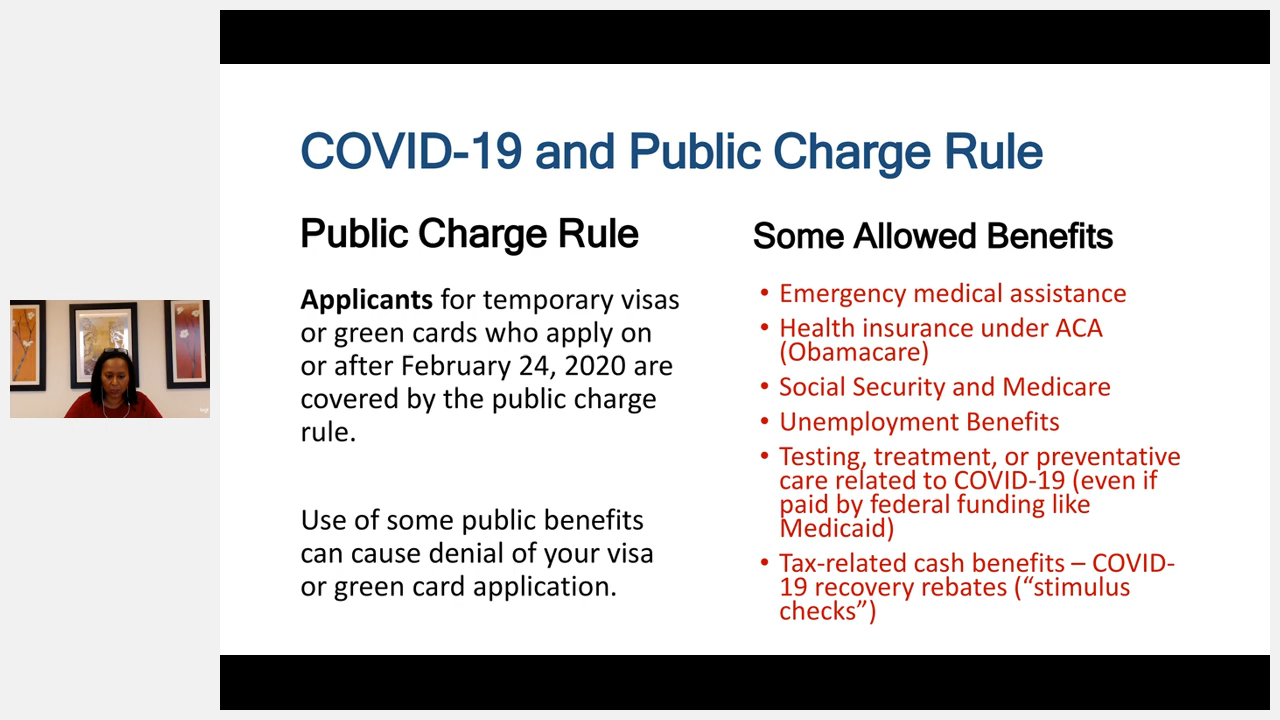 COVID-19 and Public Charge Rule
Public Charge Rule
Applicants for temporary visas
or green cards who apply on
or after February 24, 2020 are
covered by the public charge
rule.
Use of some public benefits
can cause denial of your visa
or green card application.
Some Allowed Benefits
• Emergency medical assistance
• Health insurance under ACA
(Obamacare)
• Social Security and Medicare
• Unemployment Benefits
• Testing, treatment, or preventative
care related to COVID-19 (even if
paid by federal funding like
Medicaid)
• Tax-related cash benefits – COVID-
19 recovery rebates (“stimulus
checks”)